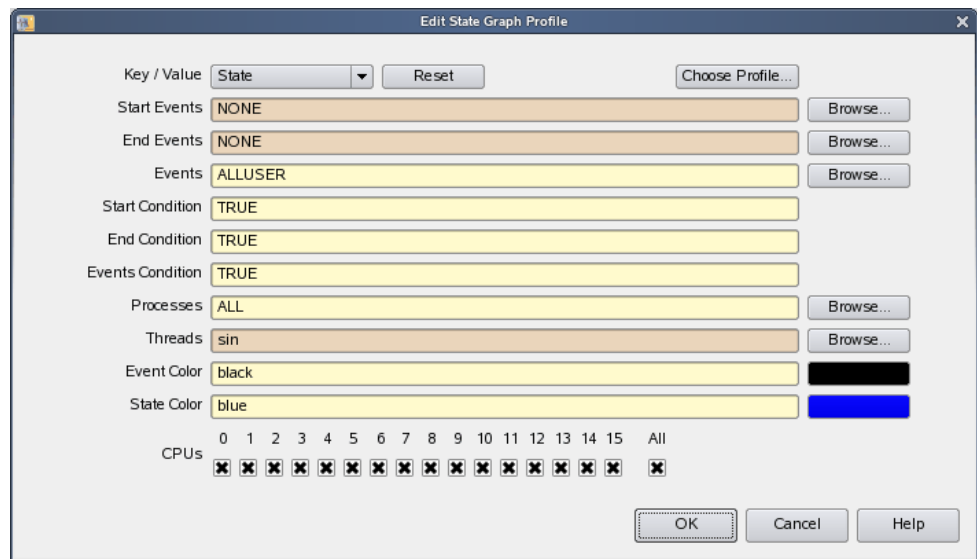 Edit State Graph Profile
Key / Value State Reset Choose Profile...
Start Events NONE Browse...
End Events NONE Browse...
Events ALLUSER Browse...
Start Condition TRUE
End Condition TRUE
Events Condition TRUE
Processes ALL Browse...
Threads sin Browse...
Event Color black
State Color blue
0 1 2 3 4 5 6 7 8 9 10 11 12 13 14 15 All
CPUs
OK Cancel Help